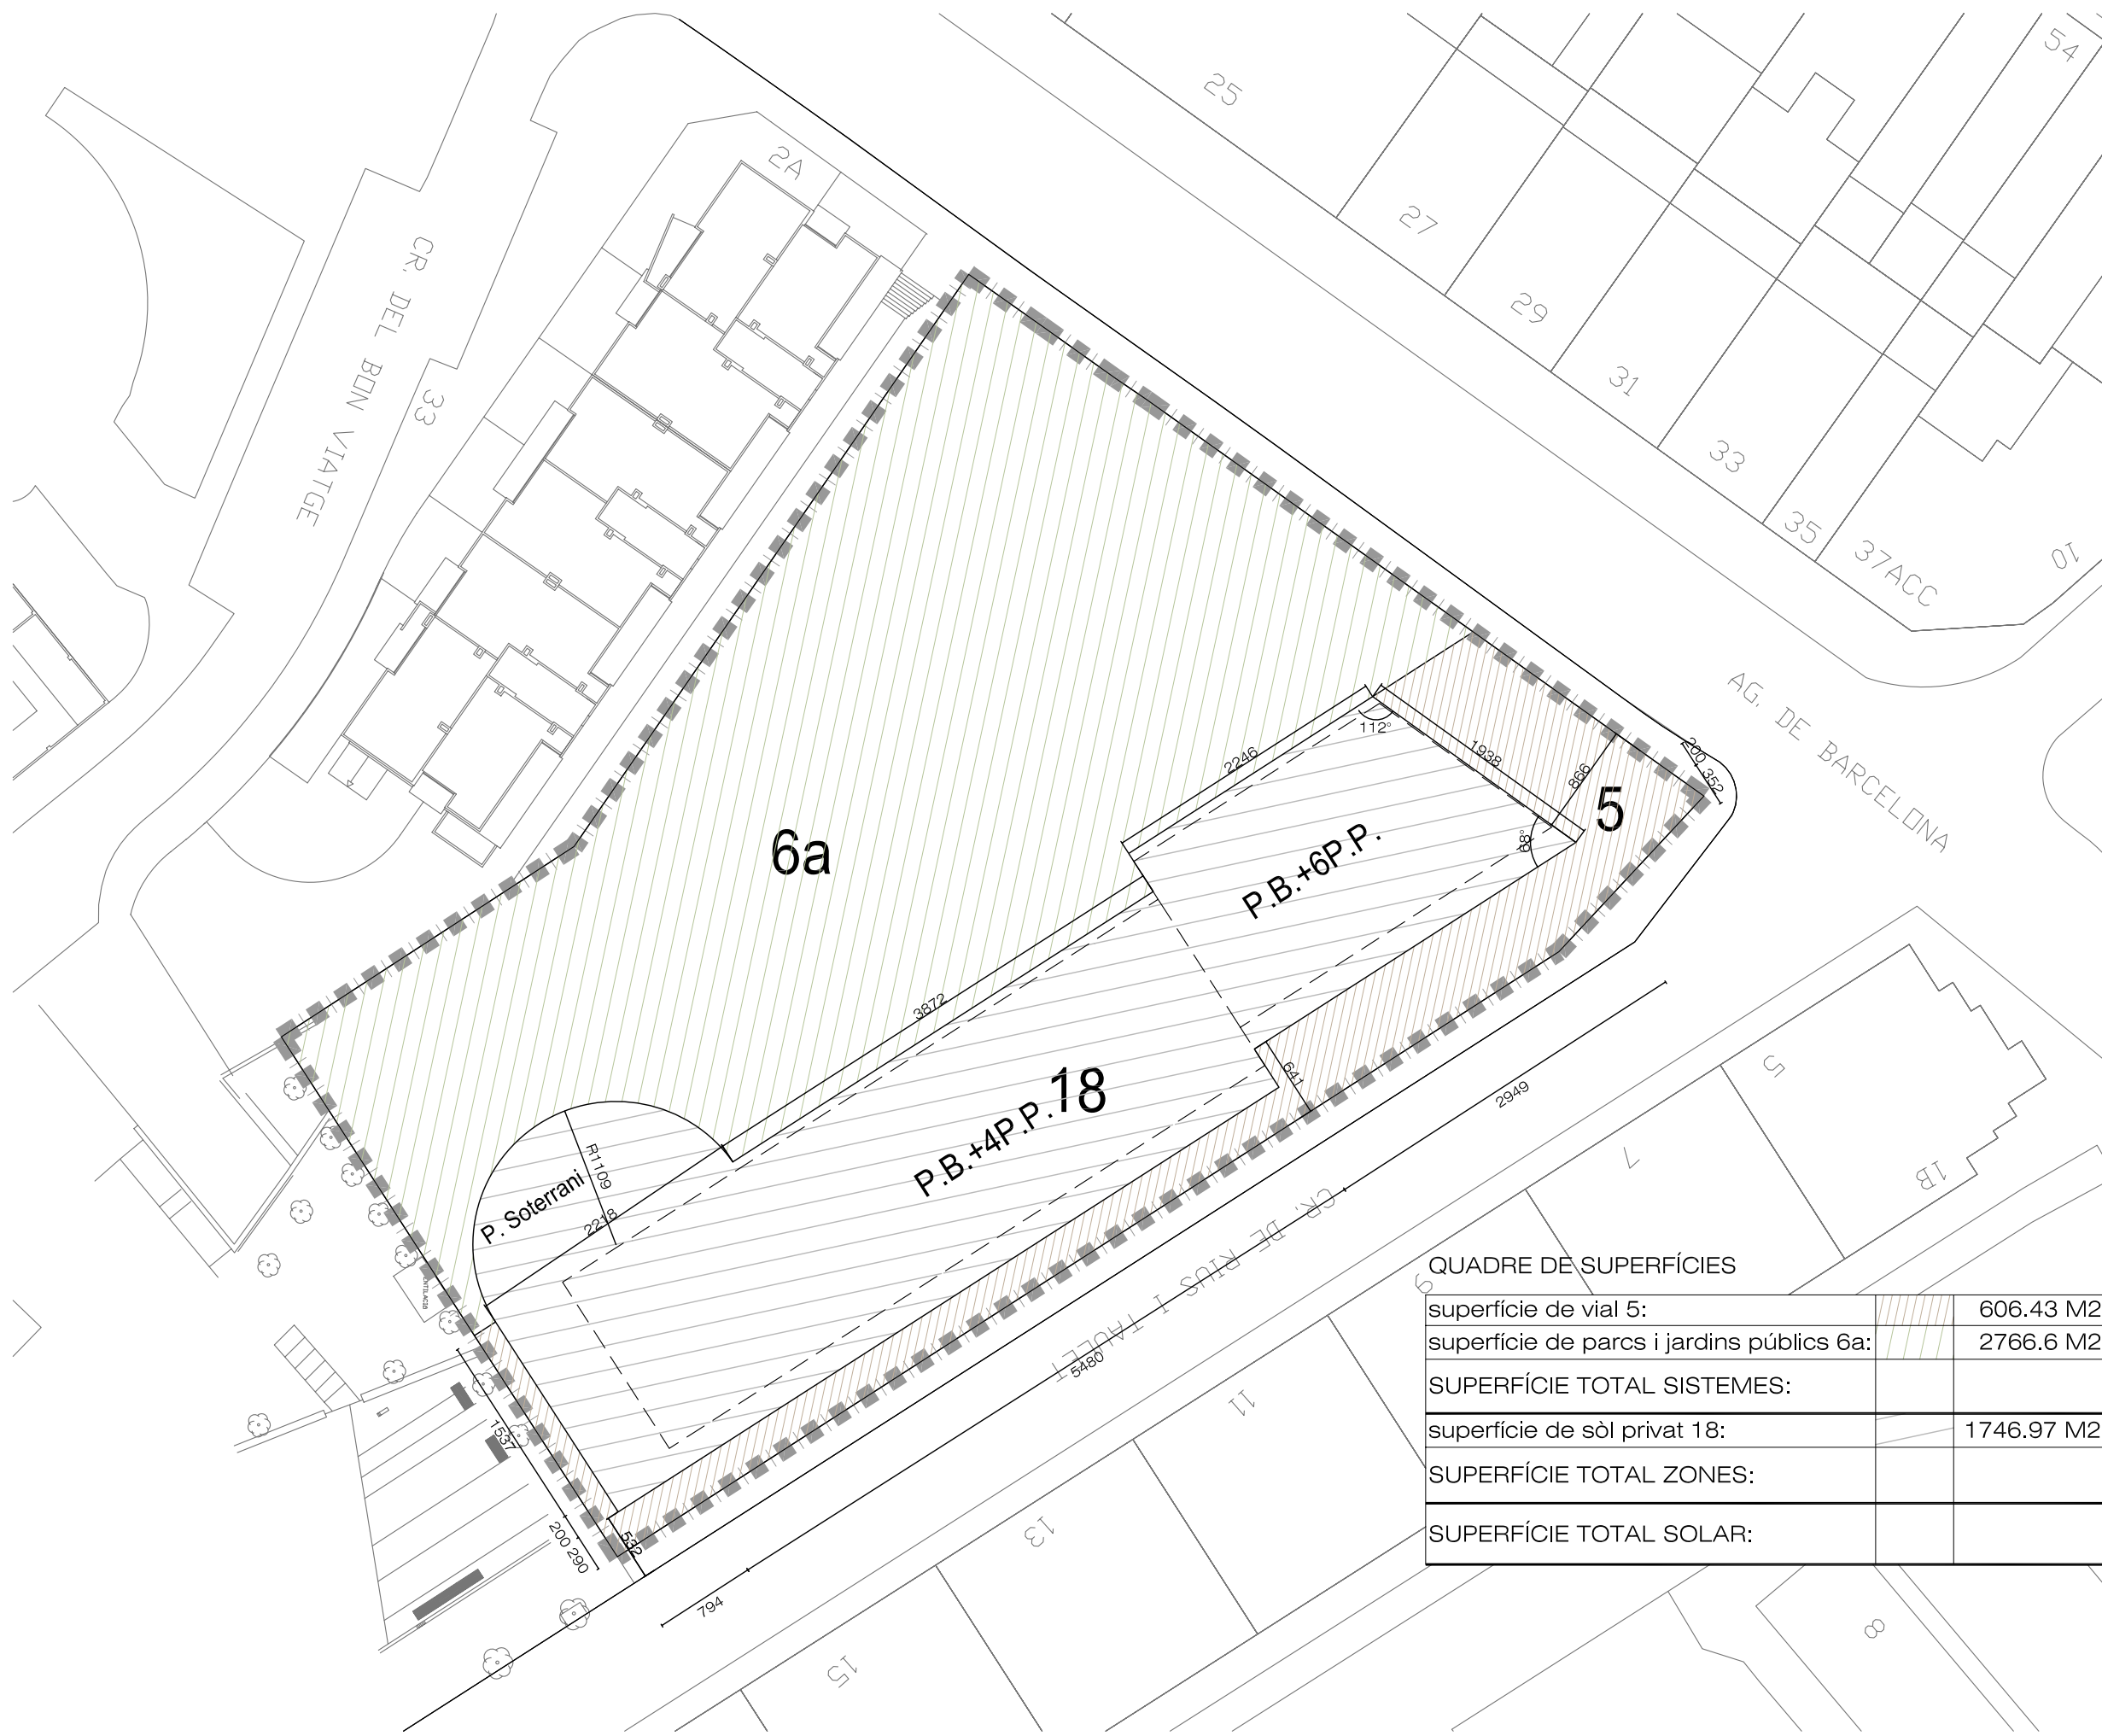 54
25
2A
27
CR. DEL BON VIATGE
29
33
31
33
35
37ACC
10
AG. DE BARCELONA
112°
2246
1938
866
200 352
5
68°
6a
P.B.+6P.P.
3872
641
18
P.B.+4P.P.
2949
5
7
1B
R1109
P. Soterrani
2218
CR. DE RIUS I TAULET
9
5480
11
1537
200 290
532
13
794
15
8
QUADRE DE SUPERFÍCIES
superfície de vial 5: 606.43 M2
superfície de parcs i jardins públics 6a: 2766.6 M2
SUPERFÍCIE TOTAL SISTEMES:
superfície de sòl privat 18: 1746.97 M2
SUPERFÍCIE TOTAL ZONES:
SUPERFÍCIE TOTAL SOLAR: